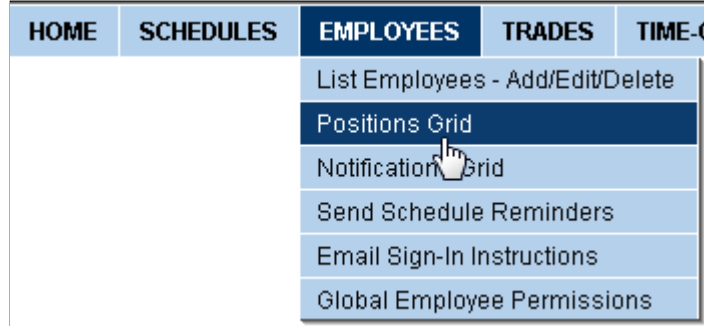 HOME SCHEDULES EMPLOYEES TRADES TIME-
List Employees - Add/Edit/Delete
Positions Grid
Notification Grid
Send Schedule Reminders
Email Sign-In Instructions
Global Employee Permissions